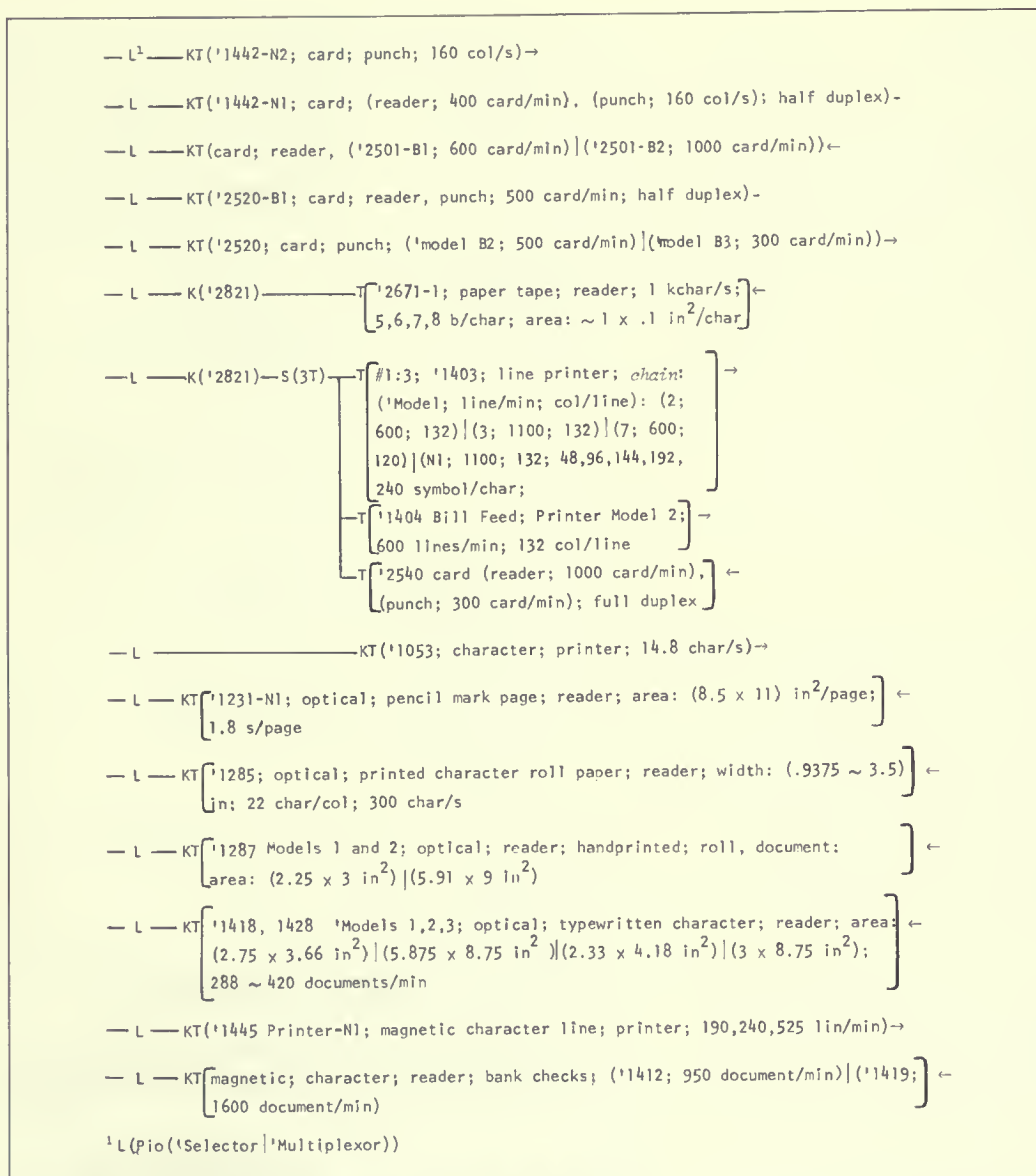 — L¹ —— KT('1442-N2; card; punch; 160 col/s)→
— L —— KT('1442-N1; card; (reader; 400 card/min), (punch; 160 col/s); half duplex)-
— L —— KT(card; reader, ('2501-B1; 600 card/min)|('2501-B2; 1000 card/min))←
— L —— KT('2520-B1; card; reader, punch; 500 card/min; half duplex)-
— L —— KT('2520; card; punch; ('model B2; 500 card/min)|('model B3; 300 card/min))→
— L —— K('2821) —— T['2671-1; paper tape; reader; 1 kchar/s; ←
5,6,7,8 b/char; area: ~ 1 x .1 in²/char]
— L —— K('2821)—S(3T)—T[#1:3; '1403; line printer; chain: →
('Model; line/min; col/line): (2;
600; 132)|(3; 1100; 132)|(7; 600;
120)|(N1; 1100; 132; 48,96,144,192,
240 symbol/char;]
T['1404 Bill Feed; Printer Model 2; →
600 lines/min; 132 col/line]
T['2540 card (reader; 1000 card/min), ←
(punch; 300 card/min); full duplex]
— L —— KT('1053; character; printer; 14.8 char/s)→
— L — KT['1231-N1; optical; pencil mark page; reader; area: (8.5 x 11) in²/page; ←
1.8 s/page]
— L — KT['1285; optical; printed character roll paper; reader; width: (.9375 ~ 3.5) ←
in; 22 char/col; 300 char/s]
— L — KT['1287 Models 1 and 2; optical; reader; handprinted; roll, document: ←
area: (2.25 x 3 in²)|(5.91 x 9 in²)]
— L — KT['1418, 1428 'Models 1,2,3; optical; typewritten character; reader; area: ←
(2.75 x 3.66 in²)|(5.875 x 8.75 in² )|(2.33 x 4.18 in²)|(3 x 8.75 in²);
288 ~ 420 documents/min]
— L — KT('1445 Printer-N1; magnetic character line; printer; 190,240,525 lin/min)→
— L — KT[magnetic; character; reader; bank checks; ('1412; 950 document/min)|('1419; ←
1600 document/min)]
¹ L(Pio('Selector|'Multiplexor))